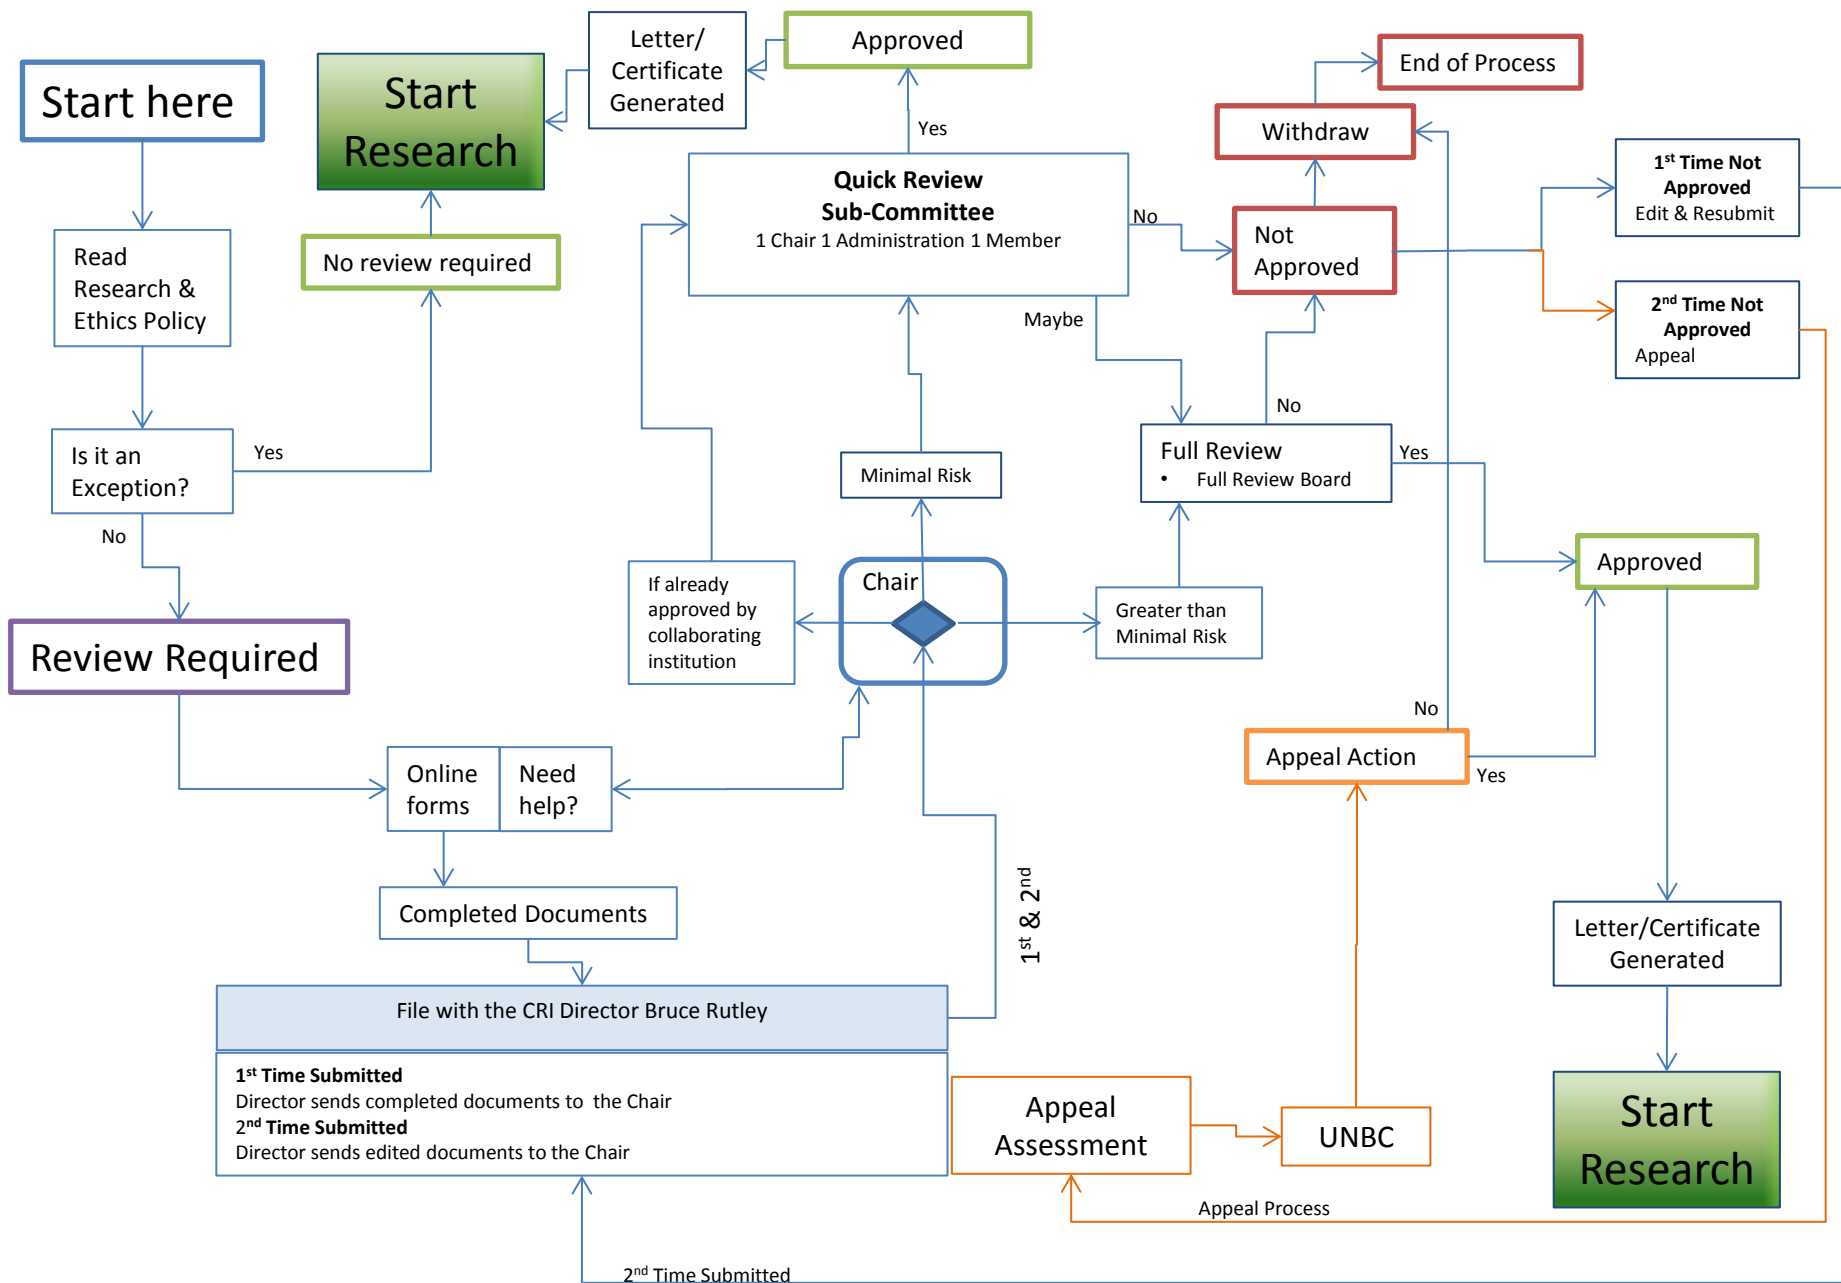 Start here
Read
Research &
Ethics Policy
Is it an
Exception?
Yes
No
Review Required
Start
Research
No review required
Letter/
Certificate
Generated
Approved
Yes
Quick Review
Sub-Committee
1 Chair 1 Administration 1 Member
No
Maybe
End of Process
Withdraw
Not
Approved
1st Time Not
Approved
Edit & Resubmit
2nd Time Not
Approved
Appeal
No
Full Review
• Full Review Board
Yes
Minimal Risk
Chair
If already
approved by
collaborating
institution
Greater than
Minimal Risk
Approved
No
Appeal Action
Yes
Online
forms
Need
help?
Completed Documents
1st & 2nd
File with the CRI Director Bruce Rutley
1st Time Submitted
Director sends completed documents to  the Chair
2nd Time Submitted
Director sends edited documents to the Chair
Appeal
Assessment
UNBC
Letter/Certificate
Generated
Start
Research
Appeal Process
2nd Time Submitted